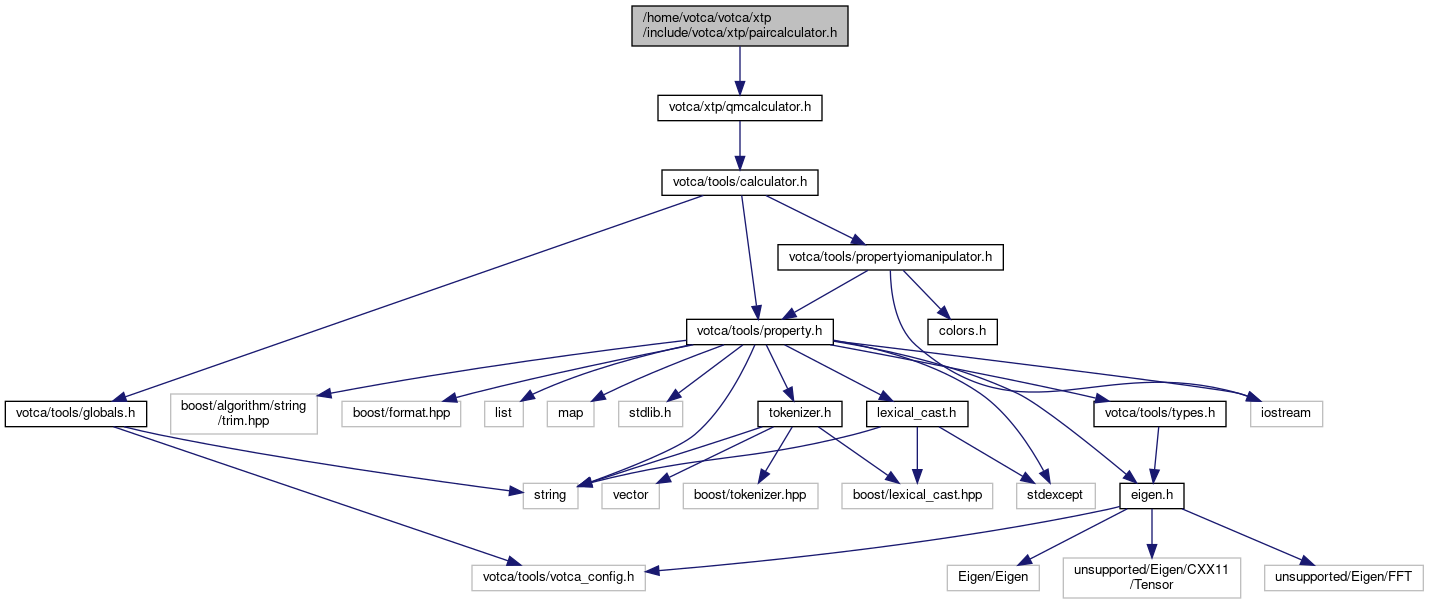 /home/votca/votca/xtp
/include/votca/xtp/paircalculator.h
votca/xtp/qmcalculator.h
votca/tools/calculator.h
votca/tools/propertyiomanipulator.h
votca/tools/property.h
colors.h
votca/tools/globals.h
boost/algorithm/string
/trim.hpp
boost/format.hpp
list
map
stdlib.h
tokenizer.h
lexical_cast.h
votca/tools/types.h
iostream
string
vector
boost/tokenizer.hpp
boost/lexical_cast.hpp
stdexcept
eigen.h
votca/tools/votca_config.h
Eigen/Eigen
unsupported/Eigen/CXX11
/Tensor
unsupported/Eigen/FFT